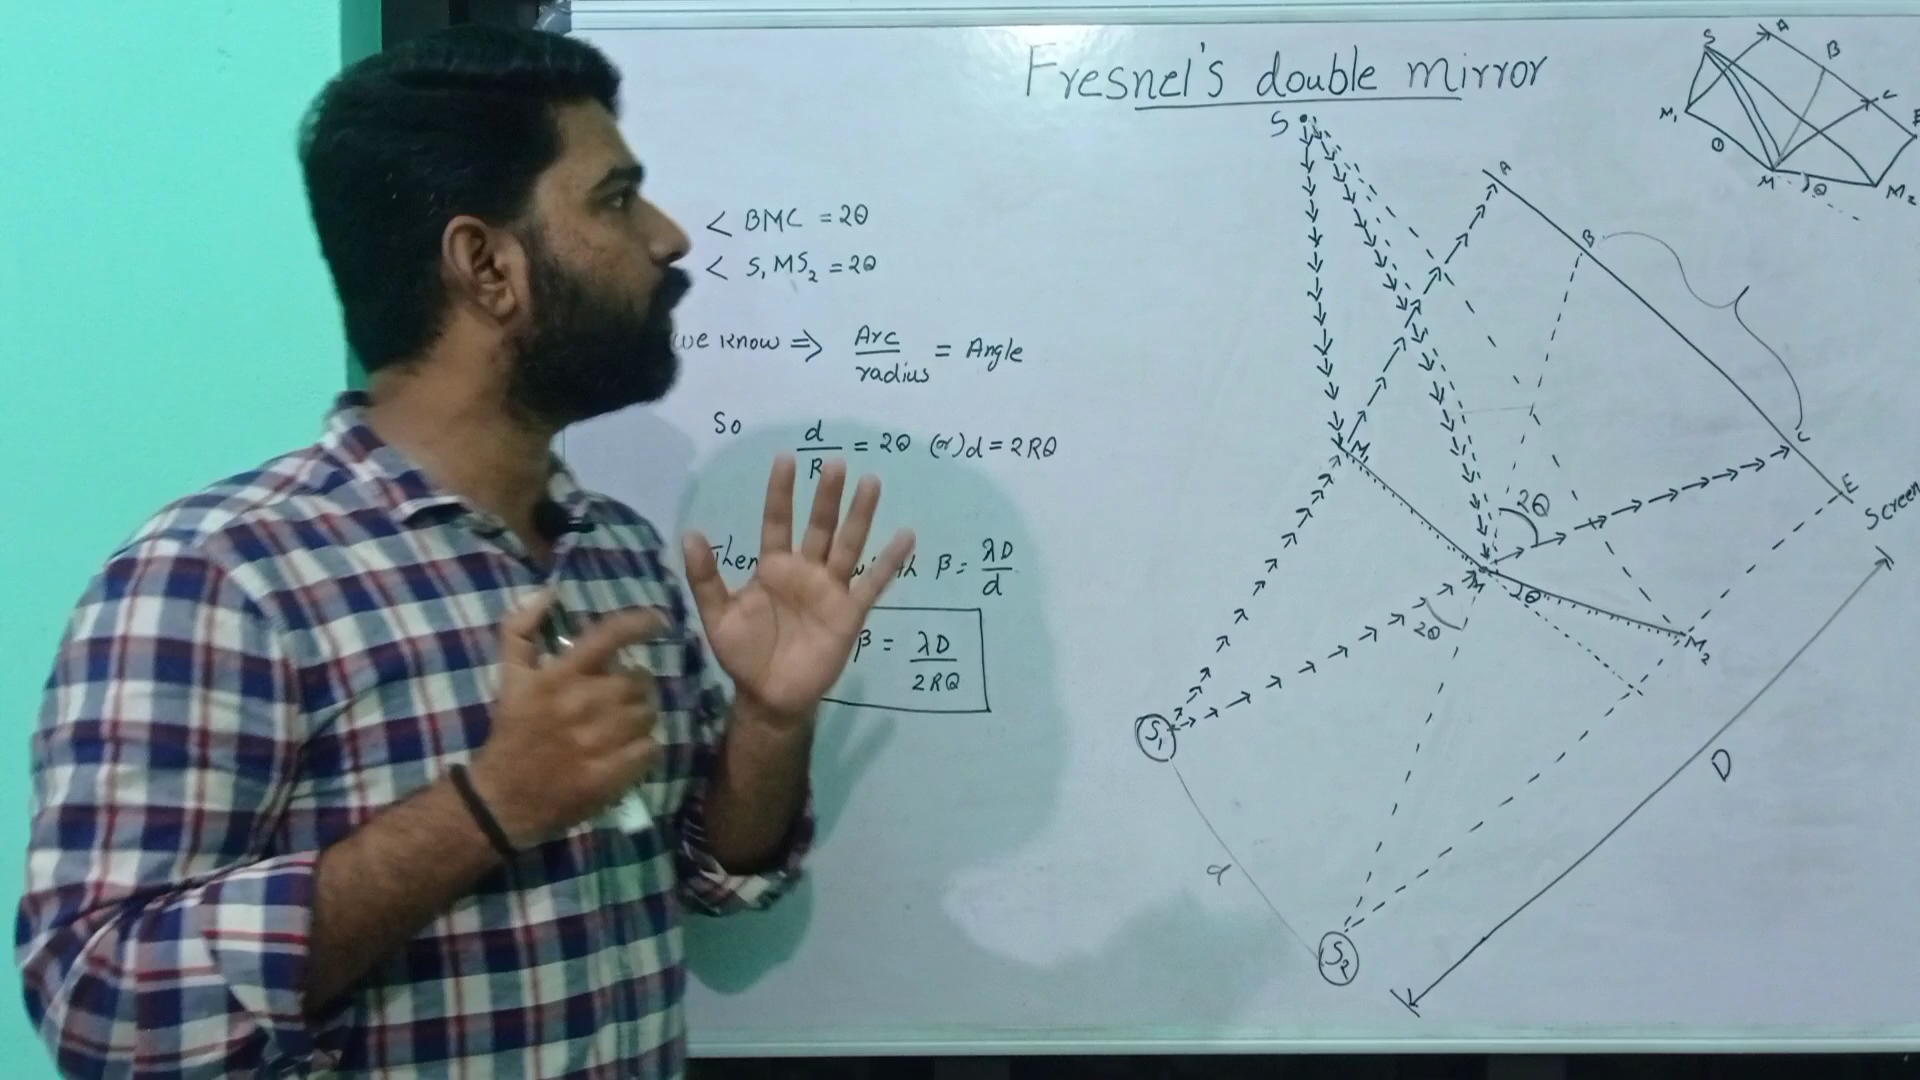 Fresnel's double mirror
< BMC = 2θ
< S₁MS₂ = 2θ
we know ⇒ Arc/radius = Angle
So d/R = 2θ (or) d = 2Rθ
Then β = λD/d
β = λD/2Rθ
S
A
B
C
E
Screen
M₁
M
M₂
2θ
2θ
2θ
S₁
S₂
d
D
S
A
B
C
E
M₁
θ
M
θ
M₂